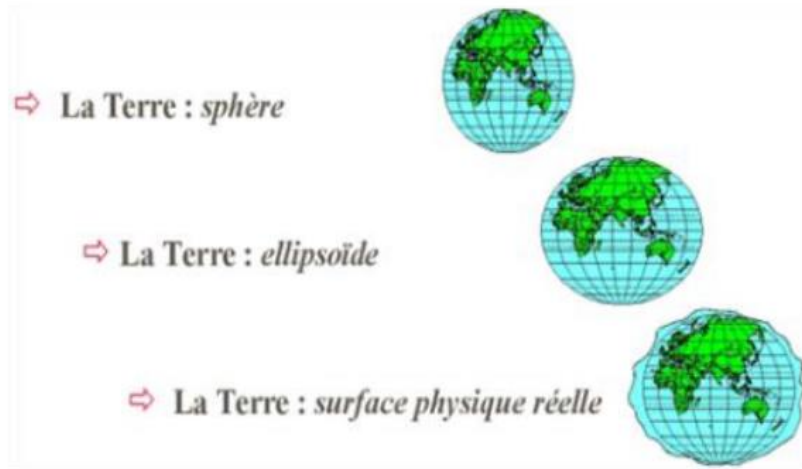 La Terre : sphère
La Terre : ellipsoïde
La Terre : surface physique réelle